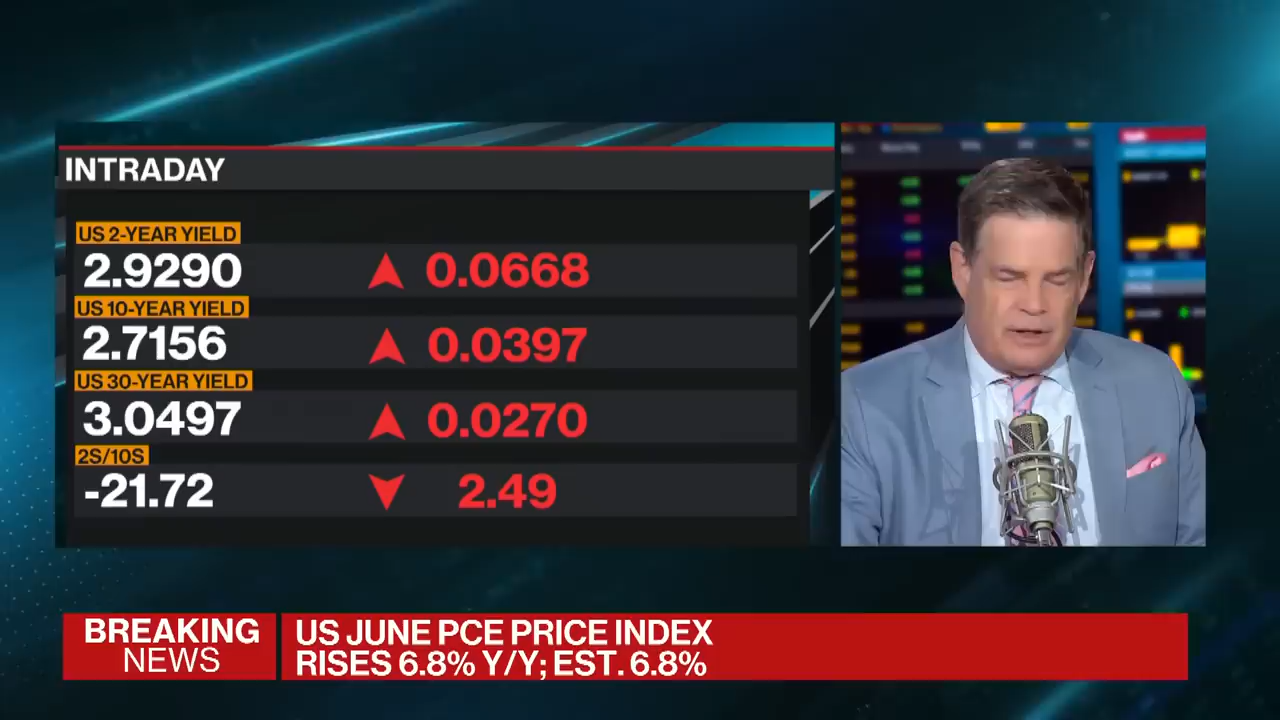 INTRADAY
US 2-YEAR YIELD
2.9290 0.0668
US 10-YEAR YIELD
2.7156 0.0397
US 30-YEAR YIELD
3.0497 0.0270
2S/10S
-21.72 2.49
BREAKING
NEWS
US JUNE PCE PRICE INDEX
RISES 6.8% Y/Y; EST. 6.8%